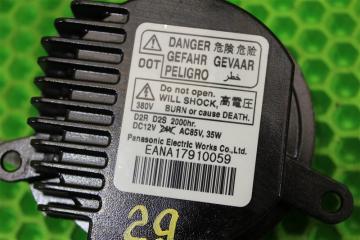 DANGER 危険 危险
GEFAHR GEVAAR
DOT PELIGRO خطر
Do not open.
WILL SHOCK, 高電圧
380V BURN or cause DEATH.
D2R D2S 2000hr.
DC12V 24V AC85V, 35W
Panasonic Electric Works Co.,Ltd.
EANA17910059
29